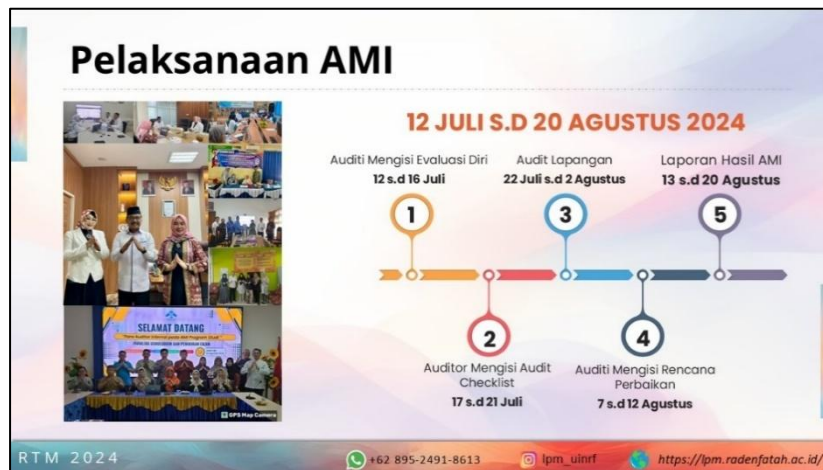 Pelaksanaan AMI
12 JULI S.D 20 AGUSTUS 2024
Auditi Mengisi Evaluasi Diri
12 s.d 16 Juli
1
Auditor Mengisi Audit
Checklist
17 s.d 21 Juli
2
Audit Lapangan
22 Juli s.d 2 Agustus
3
Auditi Mengisi Rencana
Perbaikan
7 s.d 12 Agustus
4
Laporan Hasil AMI
13 s.d 20 Agustus
5
SELAMAT DATANG
GPS Map Camera
RTM 2024
+62 895-2491-8613
lpm_uinrf
https://lpm.radenfatah.ac.id/